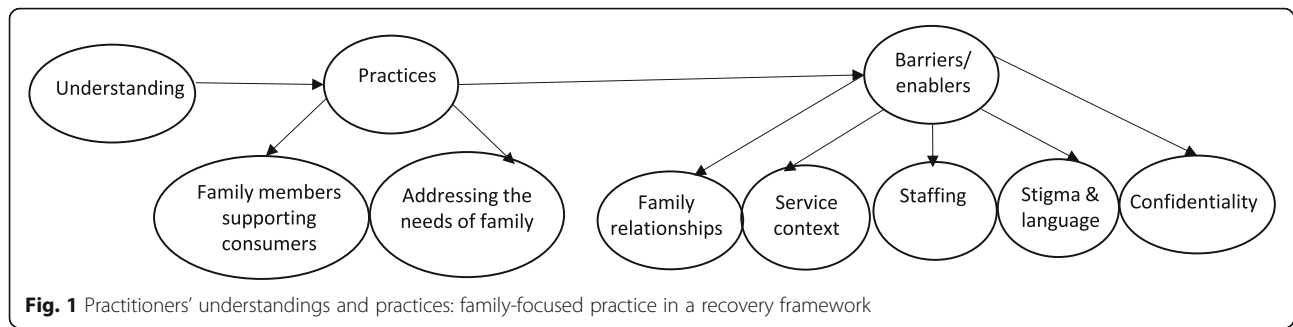 Understanding
Practices
Barriers/
enablers
Family members
supporting
consumers
Addressing the
needs of family
Family
relationships
Service
context
Staffing
Stigma &
language
Confidentiality
Fig. 1 Practitioners’ understandings and practices: family-focused practice in a recovery framework